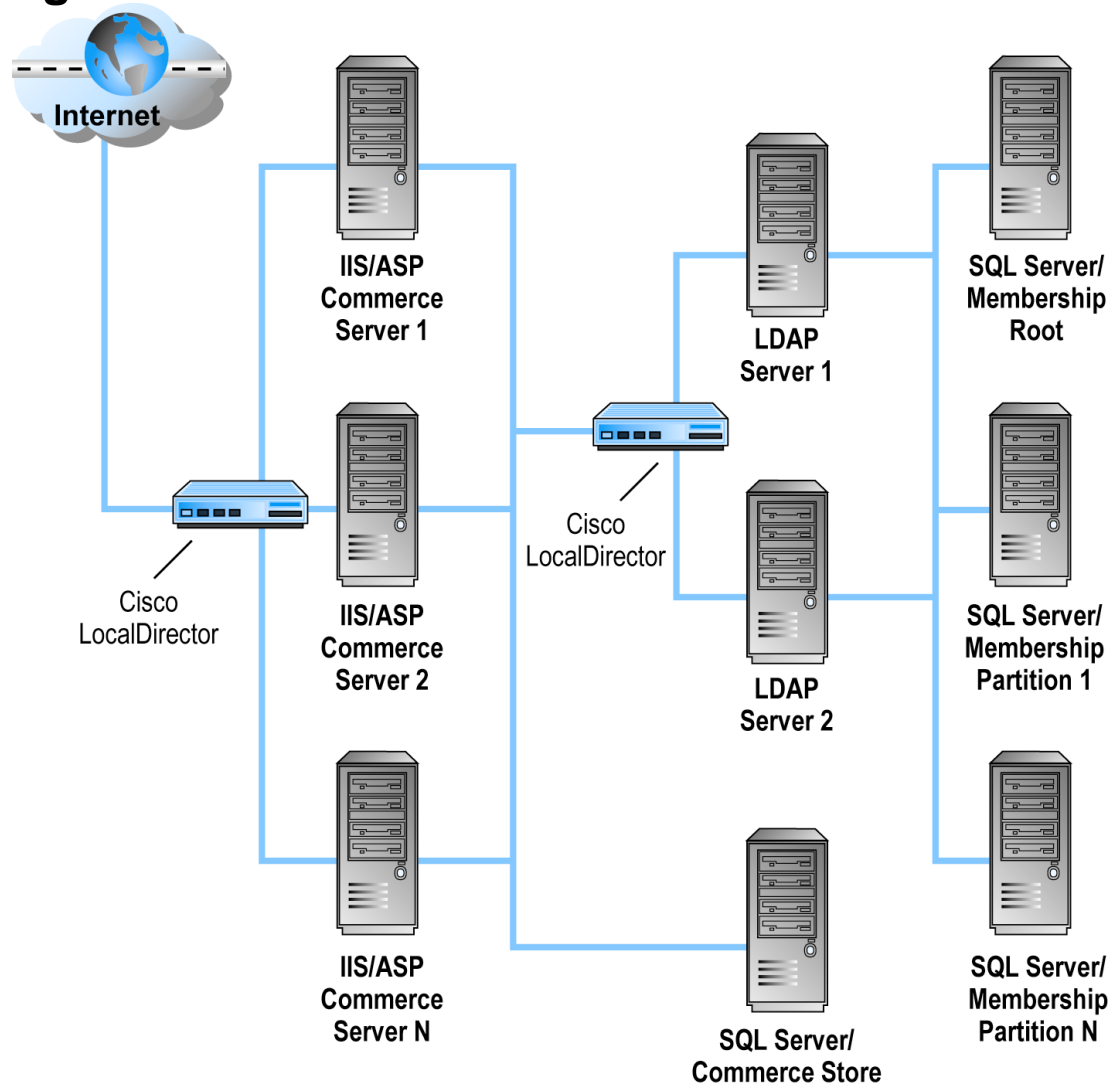 Internet
IIS/ASP
Commerce
Server 1
LDAP
Server 1
SQL Server/
Membership
Root
Cisco
LocalDirector
IIS/ASP
Commerce
Server 2
Cisco
LocalDirector
LDAP
Server 2
SQL Server/
Membership
Partition 1
IIS/ASP
Commerce
Server N
SQL Server/
Commerce Store
SQL Server/
Membership
Partition N